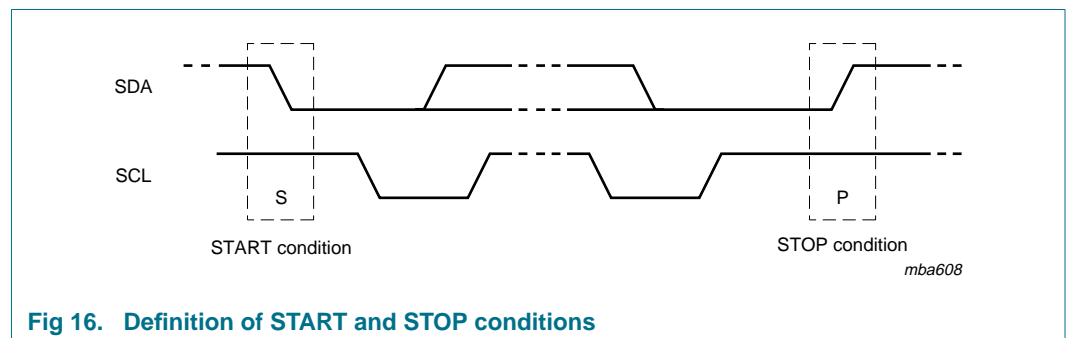 SDA
SCL
S
P
START condition
STOP condition
mba608
Fig 16. Definition of START and STOP conditions